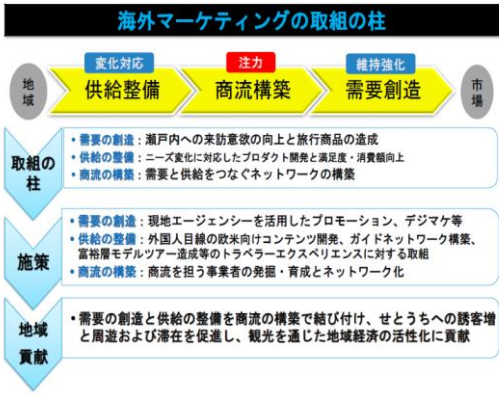 海外マーケティングの取組の柱
変化対応
注力
維持強化
地域
供給整備
商流構築
需要創造
市場
取組の柱
・需要の創造：瀬戸内への来訪意欲の向上と旅行商品の造成
・供給の整備：ニーズ変化に対応したプロダクト開発と満足度・消費額向上
・商流の構築：需要と供給をつなぐネットワークの構築
施策
・需要の創造：現地エージェンシーを活用したプロモーション、デジマケ等
・供給の整備：外国人目線の欧米向けコンテンツ開発、ガイドネットワーク構築、
富裕層モデルツアー造成等のトラベラーエクスペリエンスに対する取組
・商流の構築：商流を担う事業者の発掘・育成とネットワーク化
地域貢献
・需要の創造と供給の整備を商流の構築で結び付け、せとうちへの誘客増
と周遊および滞在を促進し、観光を通じた地域経済の活性化に貢献